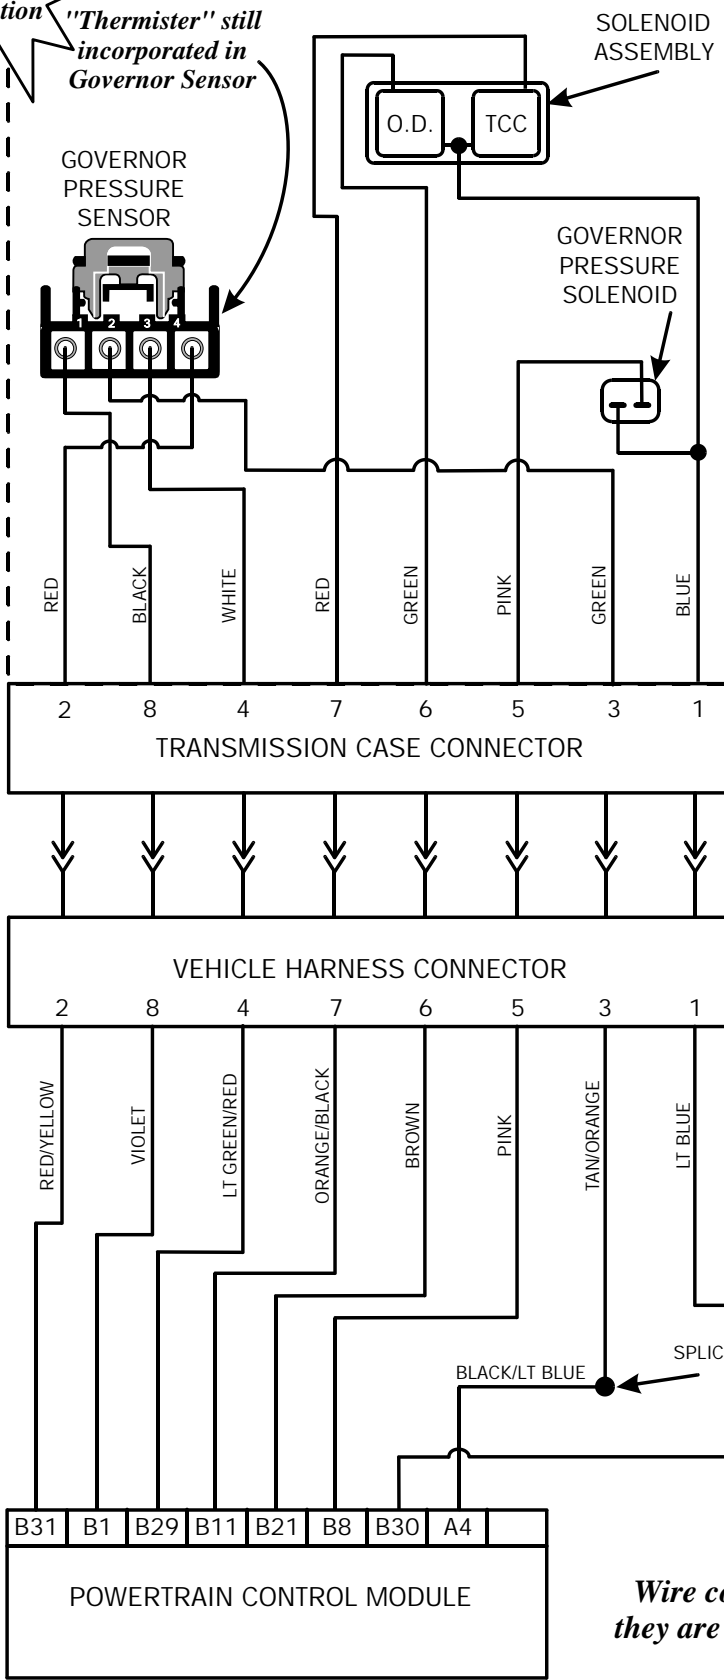 tion
"Thermister" still
incorporated in
Governor Sensor
SOLENOID
ASSEMBLY
O.D.
TCC
GOVERNOR
PRESSURE
SENSOR
1 2 3 4
GOVERNOR
PRESSURE
SOLENOID
RED
BLACK
WHITE
RED
GREEN
PINK
GREEN
BLUE
2 8 4 7 6 5 3 1
TRANSMISSION CASE CONNECTOR
VEHICLE HARNESS CONNECTOR
2 8 4 7 6 5 3 1
RED/YELLOW
VIOLET
LT GREEN/RED
ORANGE/BLACK
BROWN
PINK
TAN/ORANGE
LT BLUE
SPLIC
BLACK/LT BLUE
B31 B1 B29 B11 B21 B8 B30 A4
POWERTRAIN CONTROL MODULE
Wire co
they are